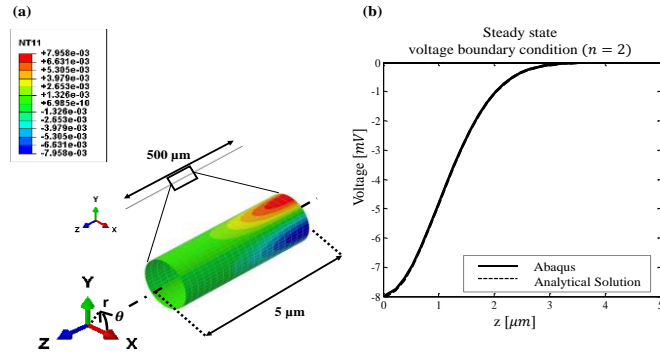 (a)
NT11
+7.958e-03
+6.631e-03
+5.305e-03
+3.979e-03
+2.653e-03
+1.326e-03
+6.985e-10
-1.326e-03
-2.653e-03
-3.979e-03
-5.305e-03
-6.631e-03
-7.958e-03
500 µm
Y
Z X
5 µm
Y
r
θ
Z X
(b)
Steady state
voltage boundary condition (n = 2)
Voltage [mV]
0
-1
-2
-3
-4
-5
-6
-7
-8
Abaqus
Analytical Solution
0 1 2 3 4 5
z [µm]